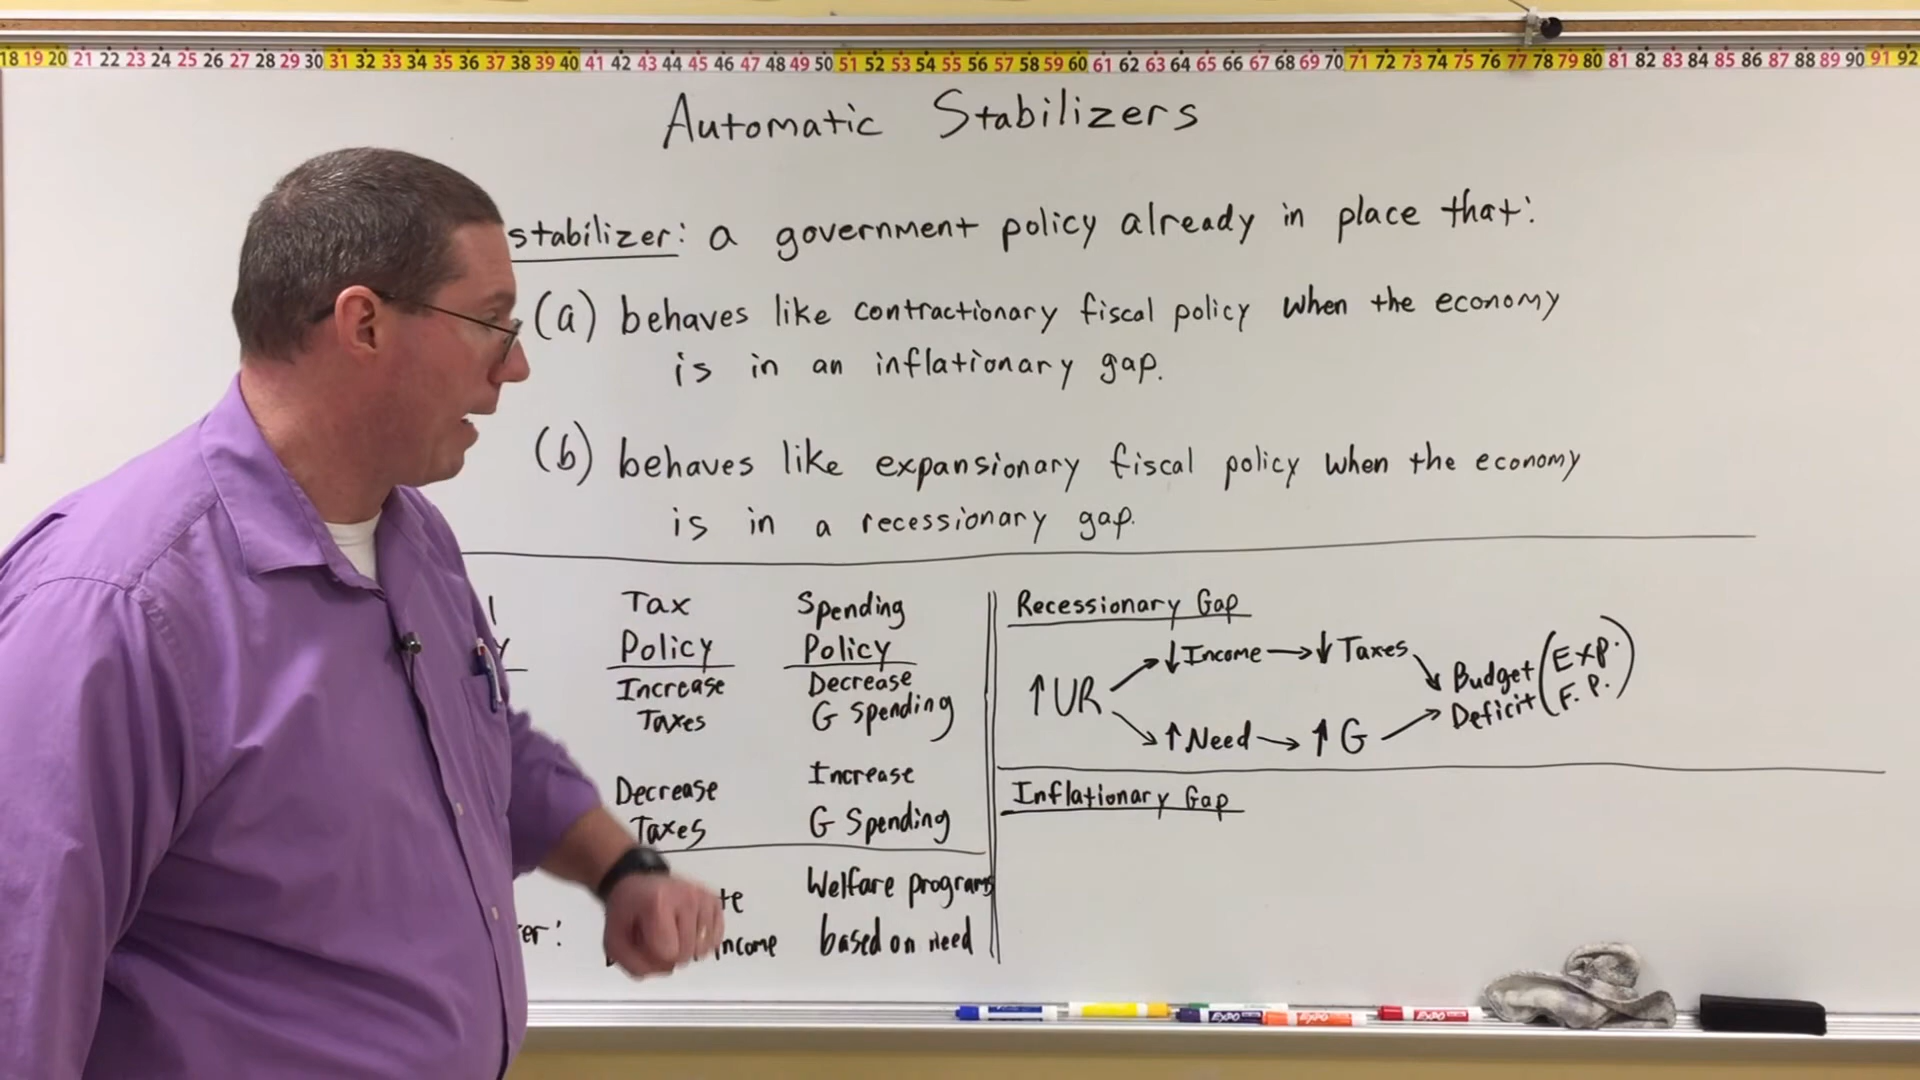 18 19 20 21 22 23 24 25 26 27 28 29 30 31 32 33 34 35 36 37 38 39 40 41 42 43 44 45 46 47 48 49 50 51 52 53 54 55 56 57 58 59 60 61 62 63 64 65 66 67 68 69 70 71 72 73 74 75 76 77 78 79 80 81 82 83 84 85 86 87 88 89 90 91 92
Automatic Stabilizers
stabilizer: a government policy already in place that:
(a) behaves like contractionary fiscal policy when the economy
is in an inflationary gap.
(b) behaves like expansionary fiscal policy when the economy
is in a recessionary gap.
Tax
Policy
Increase
Taxes
Decrease
Taxes
Income
Spending
Policy
Decrease
G Spending
Increase
G Spending
Welfare programs
based on need
Recessionary Gap
↑UR
↓Income → ↓Taxes
↑Need → ↑G
Budget
Deficit
(Exp.
F.P.)
Inflationary Gap
EXPO
EXPO
EXPO